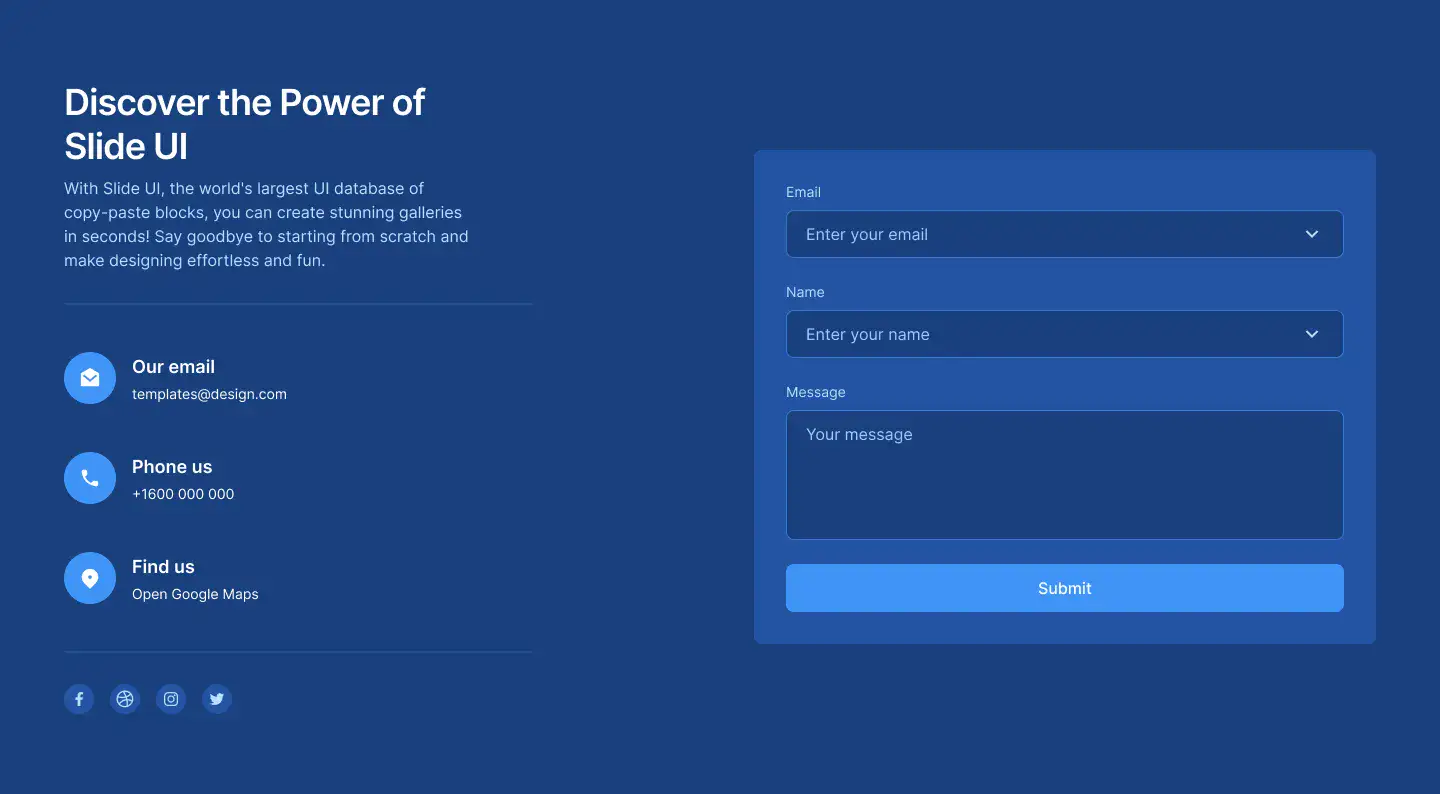 Discover the Power of
Slide UI
With Slide UI, the world's largest UI database of
copy-paste blocks, you can create stunning galleries
in seconds! Say goodbye to starting from scratch and
make designing effortless and fun.
Our email
templates@design.com
Phone us
+1600 000 000
Find us
Open Google Maps
Email
Enter your email
Name
Enter your name
Message
Your message
Submit